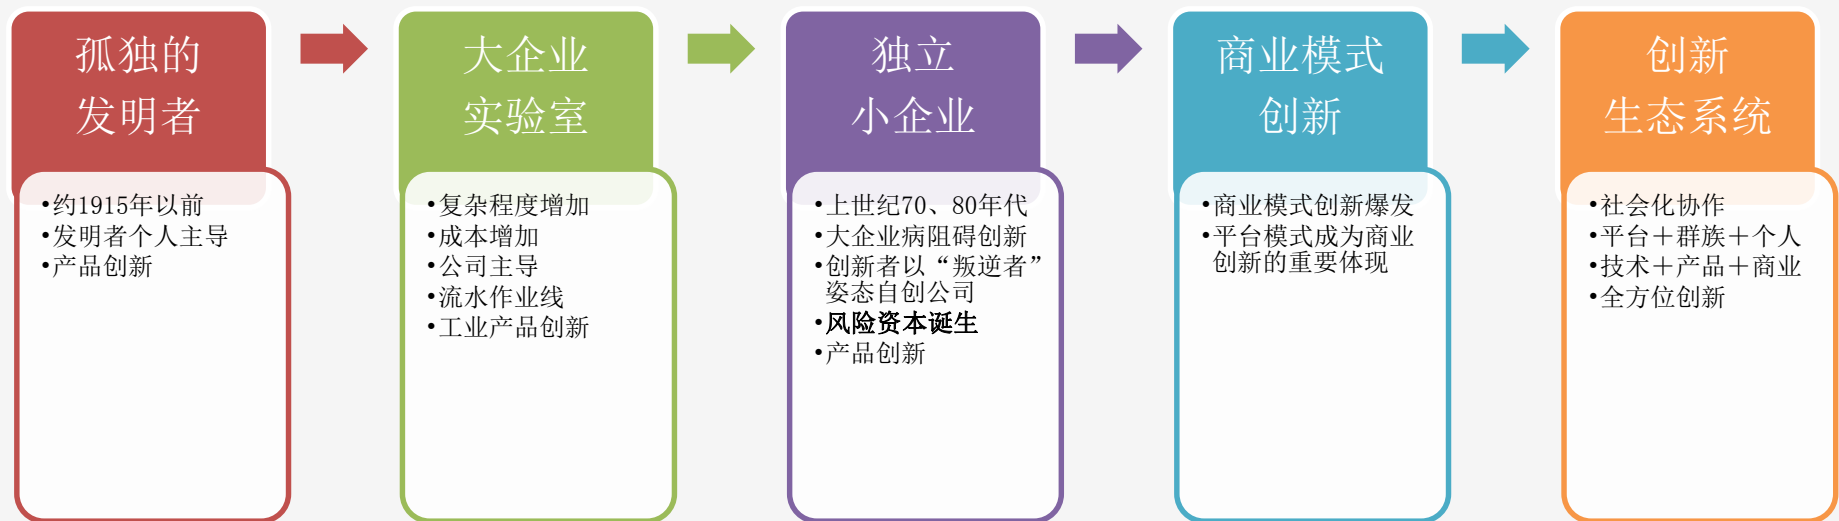 孤独的
发明者
•约1915年以前
•发明者个人主导
•产品创新
大企业
实验室
•复杂程度增加
•成本增加
•公司主导
•流水作业线
•工业产品创新
独立
小企业
•上世纪70、80年代
•大企业病阻碍创新
•创新者以“叛逆者”
姿态自创公司
•风险资本诞生
•产品创新
商业模式
创新
•商业模式创新爆发
•平台模式成为商业
创新的重要体现
创新
生态系统
•社会化协作
•平台＋群族＋个人
•技术＋产品＋商业
•全方位创新